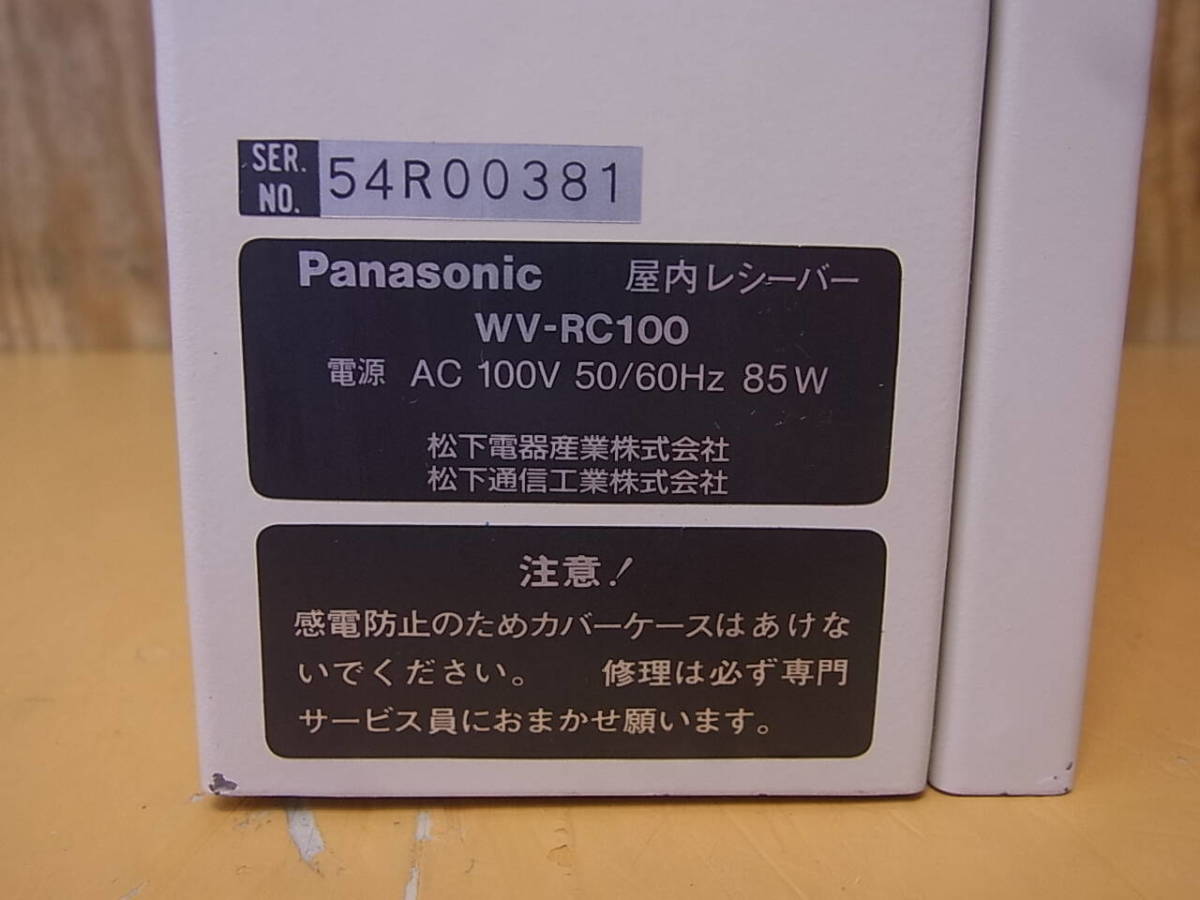 SER.
NO.
54R00381
Panasonic 屋内レシーバー
WV-RC100
電源 AC 100V 50/60Hz 85W
松下電器産業株式会社
松下通信工業株式会社
注意！
感電防止のためカバーケースはあけな
いでください。 修理は必ず専門
サービス員におまかせ願います。